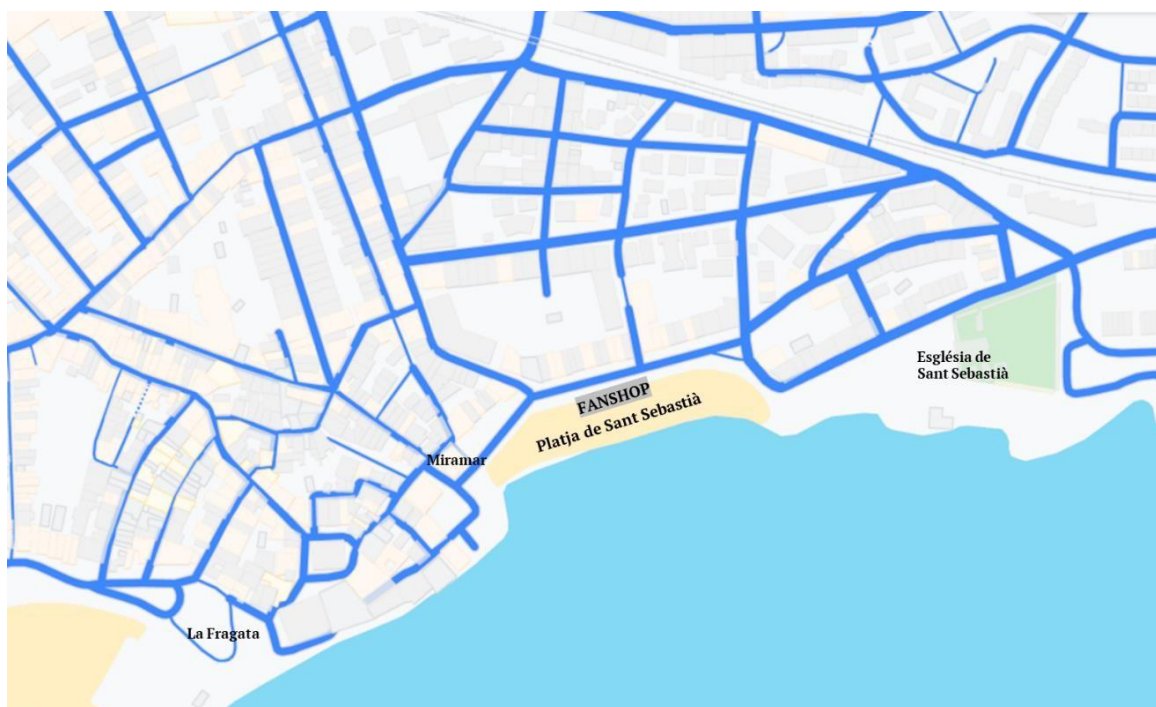 Església de
Sant Sebastià
FANSHOP
Platja de Sant Sebastià
Miramar
La Fragata